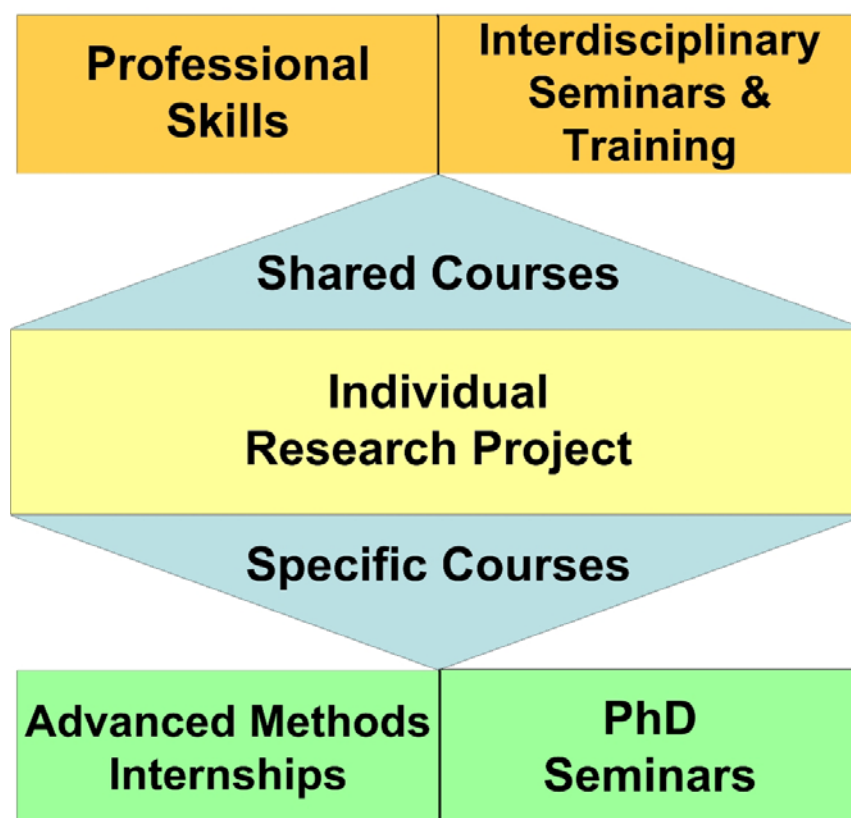 Professional
Skills
Interdisciplinary
Seminars &
Training
Shared Courses
Individual
Research Project
Specific Courses
Advanced Methods
Internships
PhD
Seminars